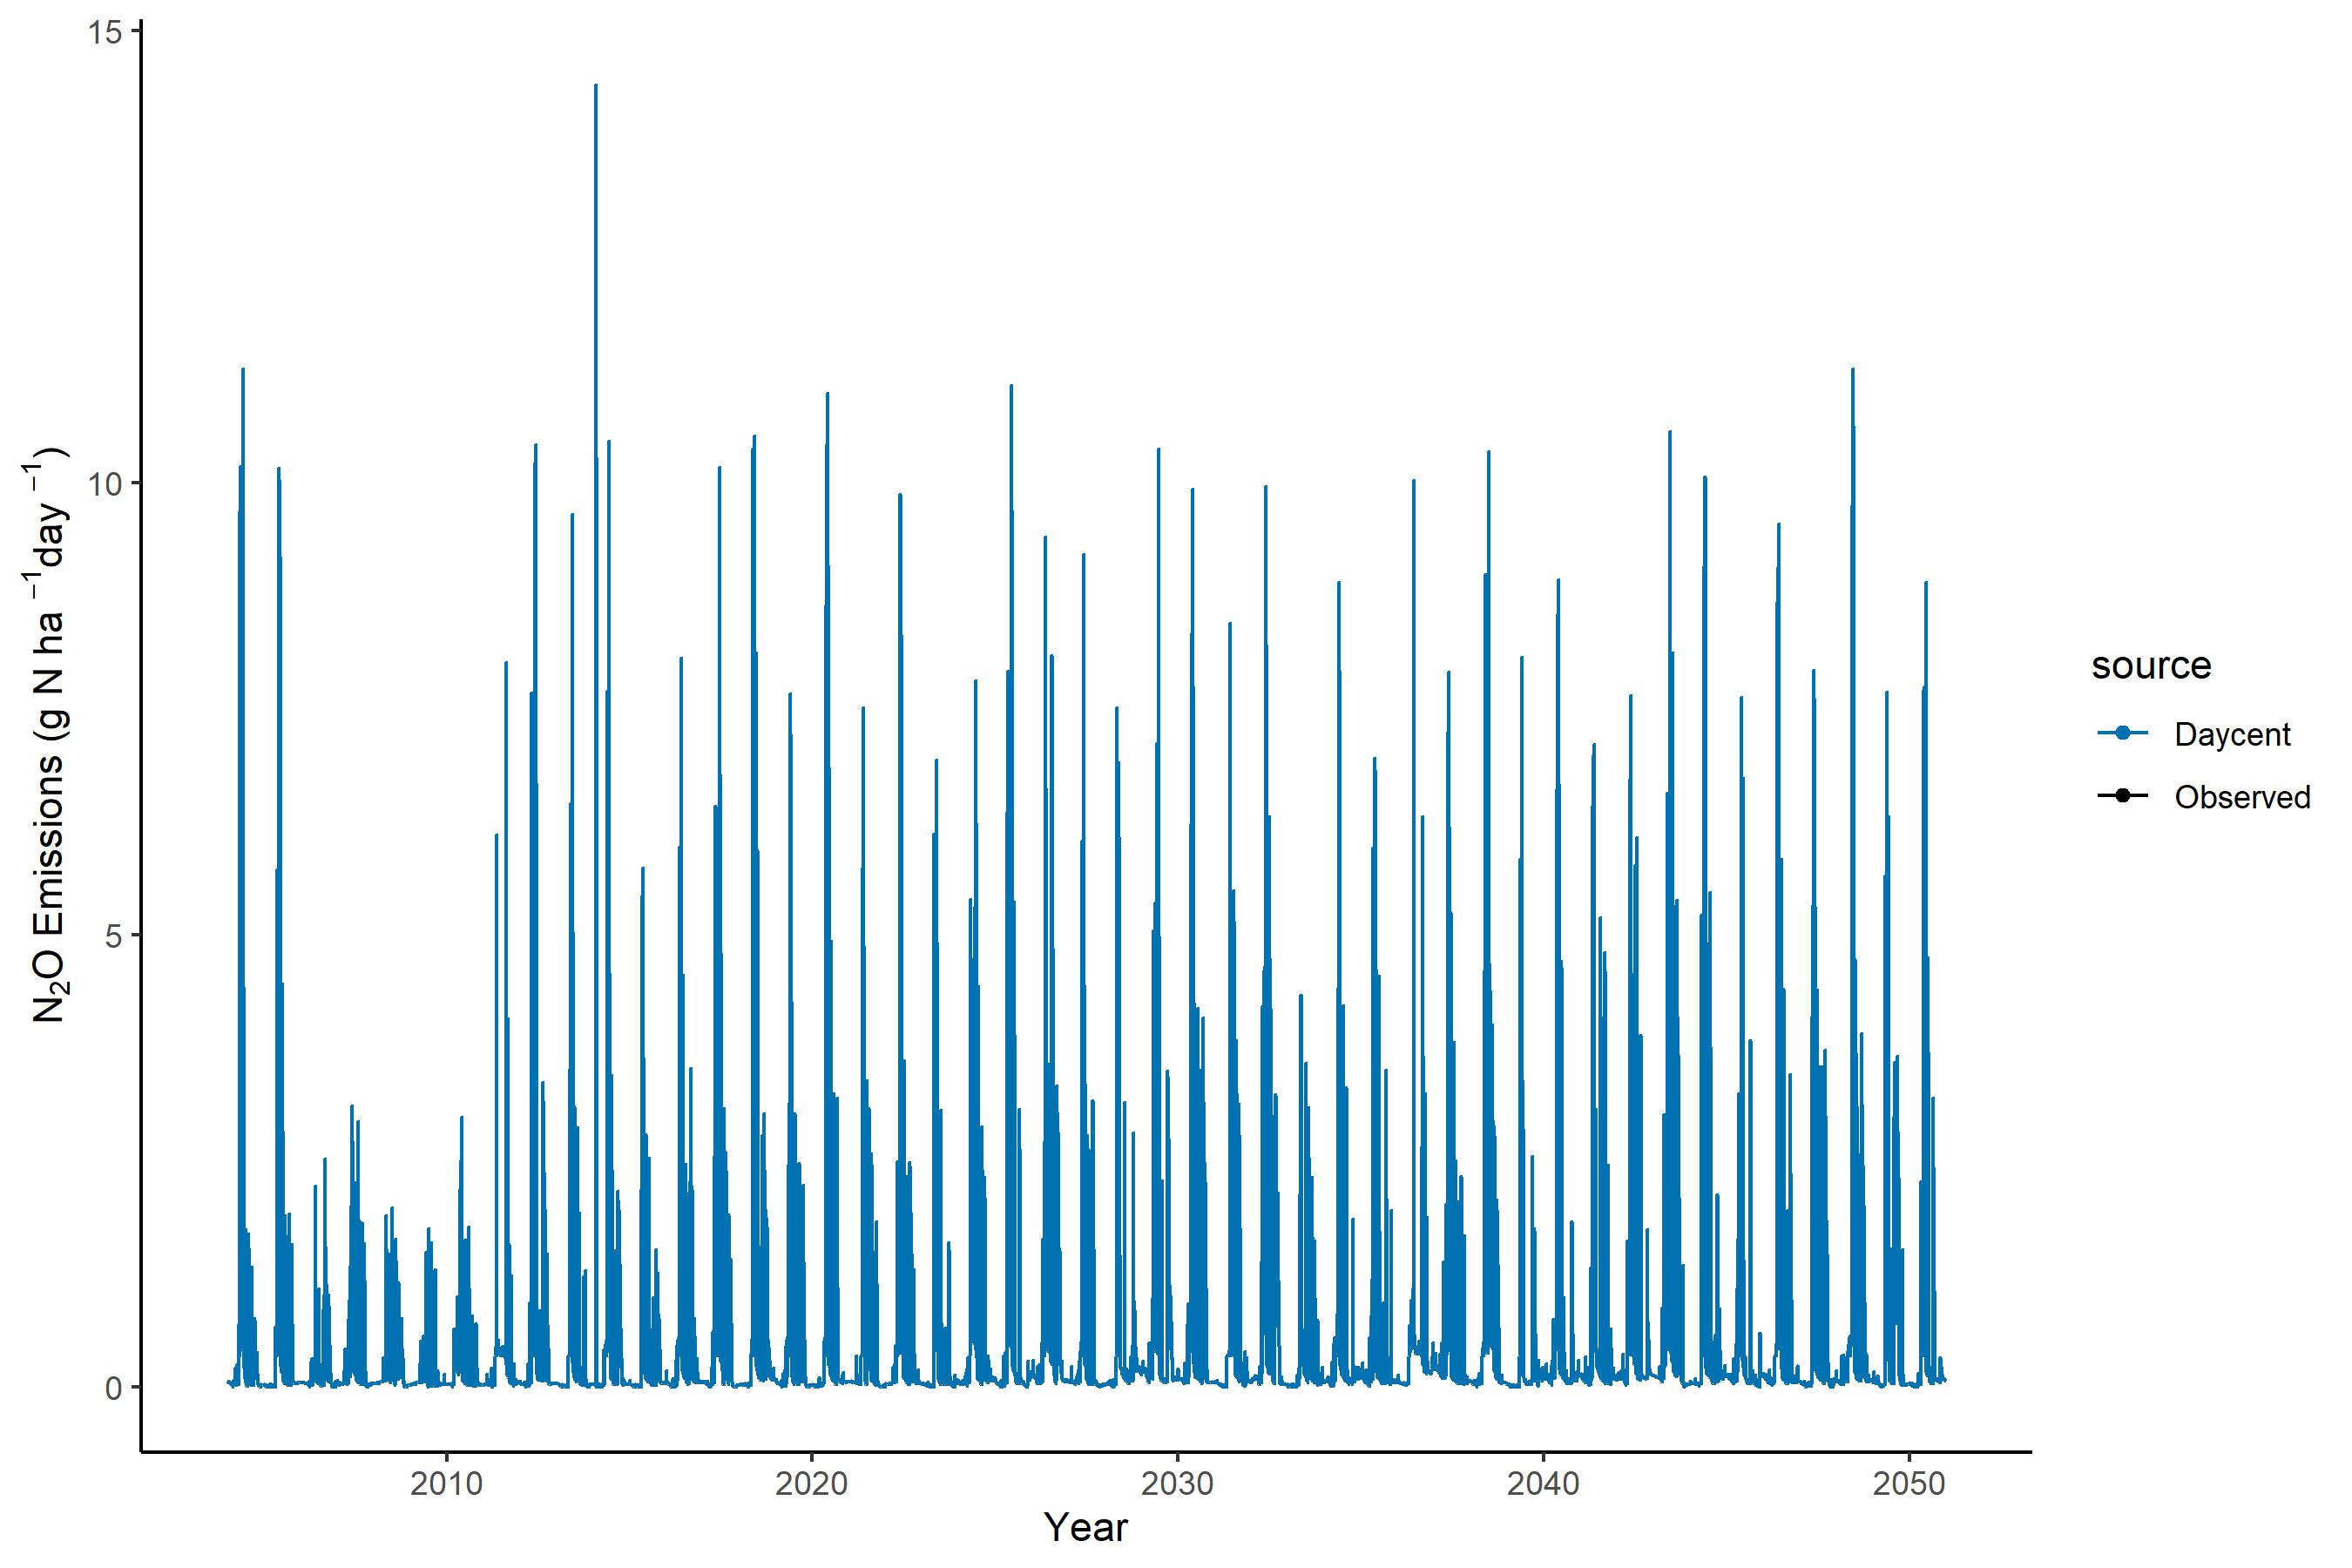 15
10
5
0
N₂O Emissions (g N ha ⁻¹day ⁻¹)
2010 2020 2030 2040 2050
Year
source
Daycent
Observed